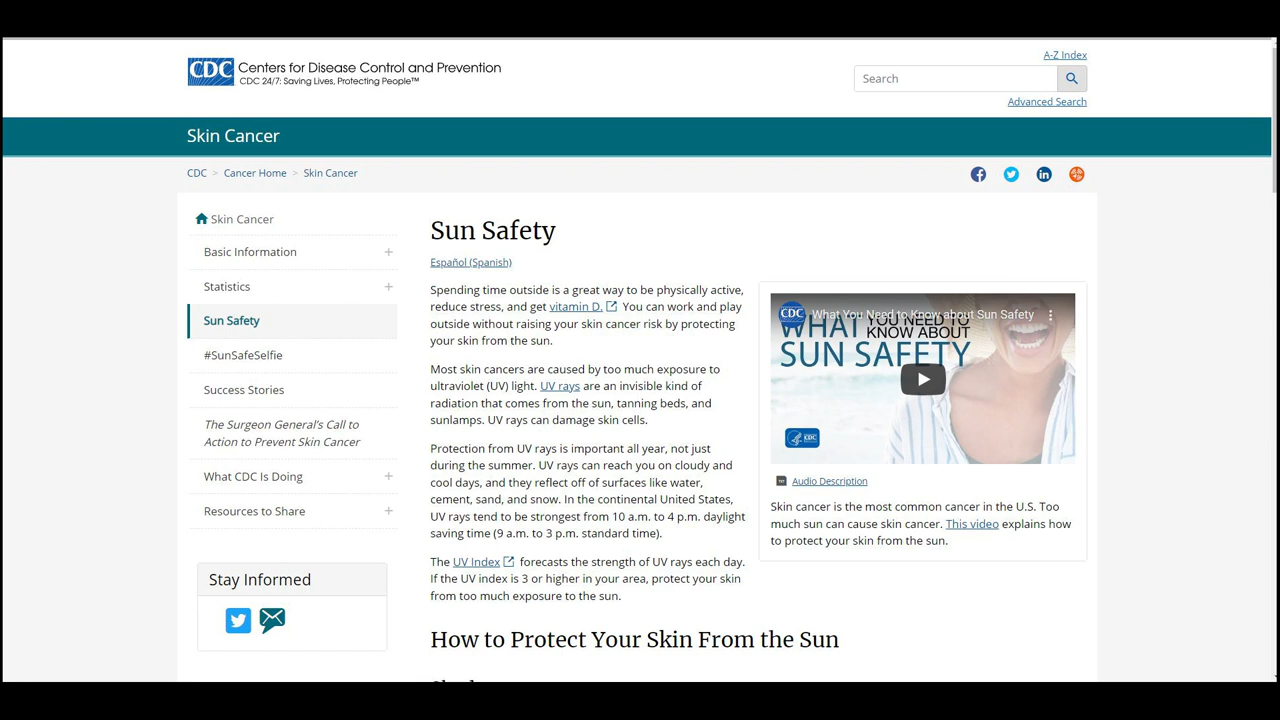 A-Z Index
CDC Centers for Disease Control and Prevention
CDC 24/7: Saving Lives, Protecting People™
Search
Advanced Search
Skin Cancer
CDC > Cancer Home > Skin Cancer
Skin Cancer
Basic Information
Statistics
Sun Safety
#SunSafeSelfie
Success Stories
The Surgeon General's Call to
Action to Prevent Skin Cancer
What CDC Is Doing
Resources to Share
Stay Informed
Sun Safety
Español (Spanish)
Spending time outside is a great way to be physically active,
reduce stress, and get vitamin D. You can work and play
outside without raising your skin cancer risk by protecting
your skin from the sun.
Most skin cancers are caused by too much exposure to
ultraviolet (UV) light. UV rays are an invisible kind of
radiation that comes from the sun, tanning beds, and
sunlamps. UV rays can damage skin cells.
Protection from UV rays is important all year, not just
during the summer. UV rays can reach you on cloudy and
cool days, and they reflect off of surfaces like water,
cement, sand, and snow. In the continental United States,
UV rays tend to be strongest from 10 a.m. to 4 p.m. daylight
saving time (9 a.m. to 3 p.m. standard time).
The UV Index forecasts the strength of UV rays each day.
If the UV index is 3 or higher in your area, protect your skin
from too much exposure to the sun.
How to Protect Your Skin From the Sun
CDC What You Need to Know about Sun Safety
WHAT YOU NEED TO
KNOW ABOUT
SUN SAFETY
CDC
Audio Description
Skin cancer is the most common cancer in the U.S. Too
much sun can cause skin cancer. This video explains how
to protect your skin from the sun.